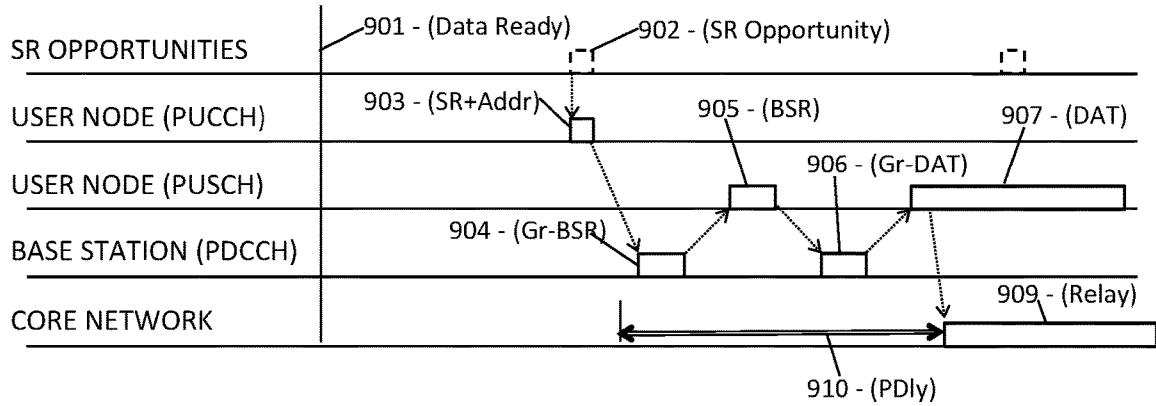 901 - (Data Ready)
902 - (SR Opportunity)
SR OPPORTUNITIES
903 - (SR+Addr)
905 - (BSR)
907 - (DAT)
USER NODE (PUCCH)
906 - (Gr-DAT)
USER NODE (PUSCH)
904 - (Gr-BSR)
BASE STATION (PDCCH)
909 - (Relay)
CORE NETWORK
910 - (PDly)